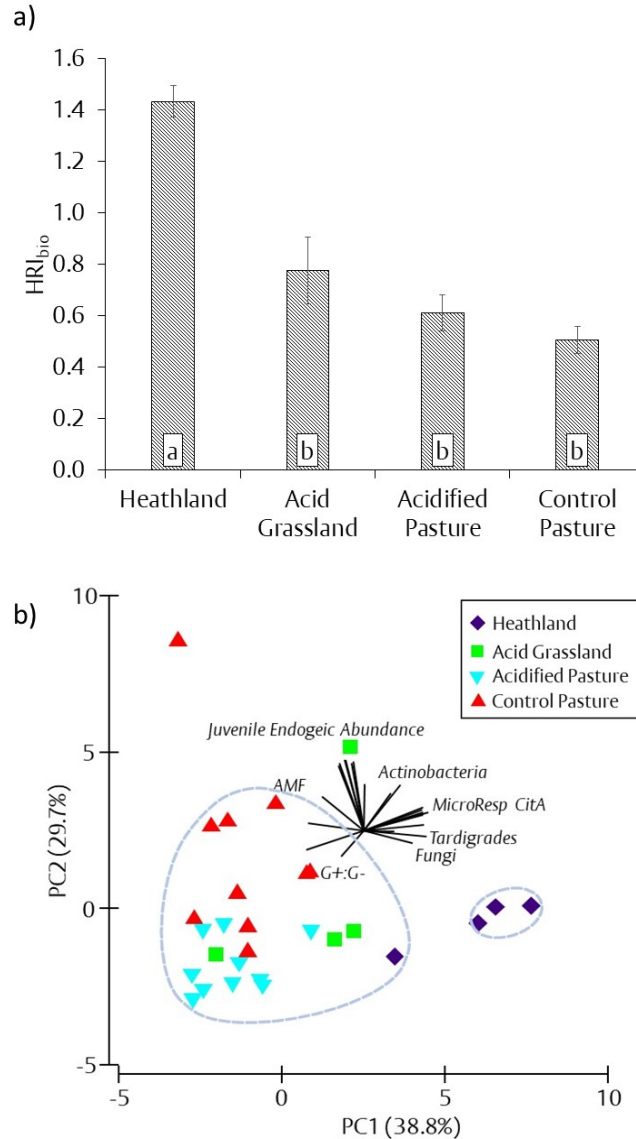 a)
1.6
1.4
1.2
1.0
0.8
0.6
0.4
0.2
0.0
HRIbio
a
b
b
b
Heathland
Acid
Grassland
Acidified
Pasture
Control
Pasture
b)
10
5
0
-5
PC2 (29.7%)
Heathland
Acid Grassland
Acidified Pasture
Control Pasture
Juvenile Endogeic Abundance
AMF
Actinobacteria
MicroResp CitA
Tardigrades
Fungi
G+:G-
-5
0
5
10
PC1 (38.8%)